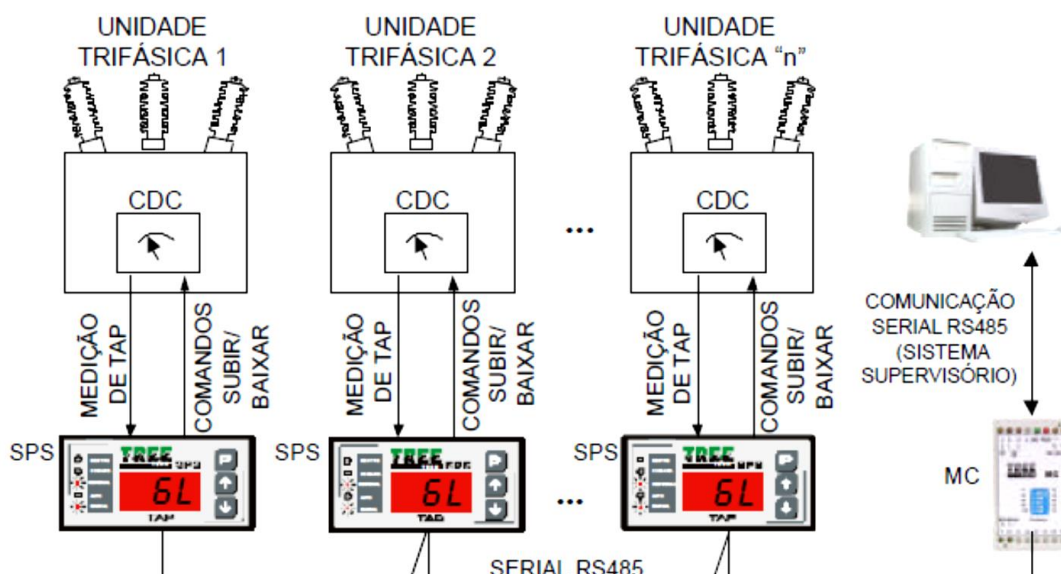 UNIDADE
TRIFÁSICA 1
UNIDADE
TRIFÁSICA 2
UNIDADE
TRIFÁSICA “n”
CDC
CDC
...
CDC
MEDIÇÃO
DE TAP
COMANDOS
SUBIR/
BAIXAR
MEDIÇÃO
DE TAP
COMANDOS
SUBIR/
BAIXAR
MEDIÇÃO
DE TAP
COMANDOS
SUBIR/
BAIXAR
COMUNICAÇÃO
SERIAL RS485
(SISTEMA
SUPERVISÓRIO)
SPS
TREE
SPS
P
6L
TAP
SPS
TREE
P
6L
...
SPS
TREE
SPS
P
6L
TAP
MC
SERIAL RS485